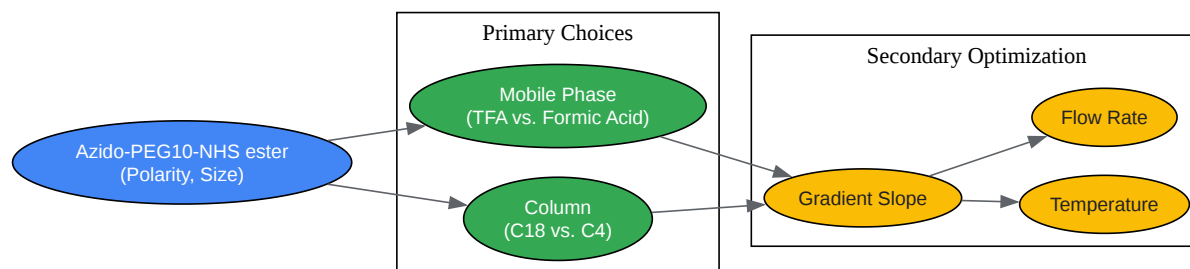 Primary Choices
Secondary Optimization
Mobile Phase
(TFA vs. Formic Acid)
Flow Rate
Azido-PEG10-NHS ester
(Polarity, Size)
Gradient Slope
Column
(C18 vs. C4)
Temperature